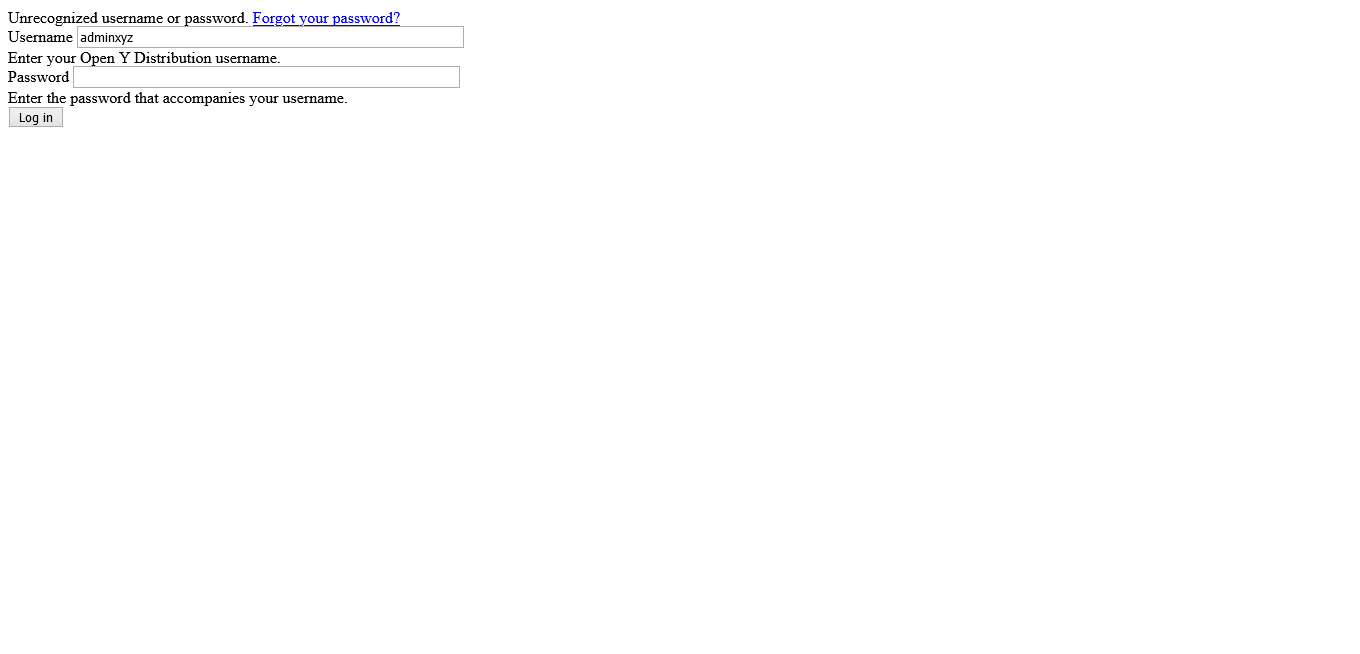 Unrecognized username or password. Forgot your password?
Username adminxyz
Enter your Open Y Distribution username.
Password
Enter the password that accompanies your username.
Log in